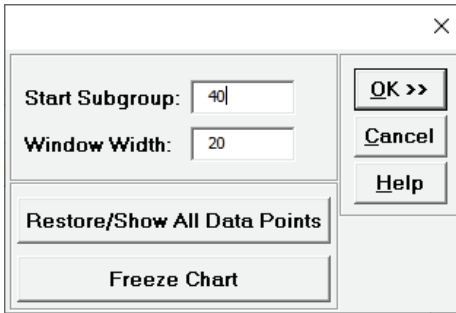 Start Subgroup: 40
Window Width: 20
OK >>
Cancel
Help
Restore/Show All Data Points
Freeze Chart